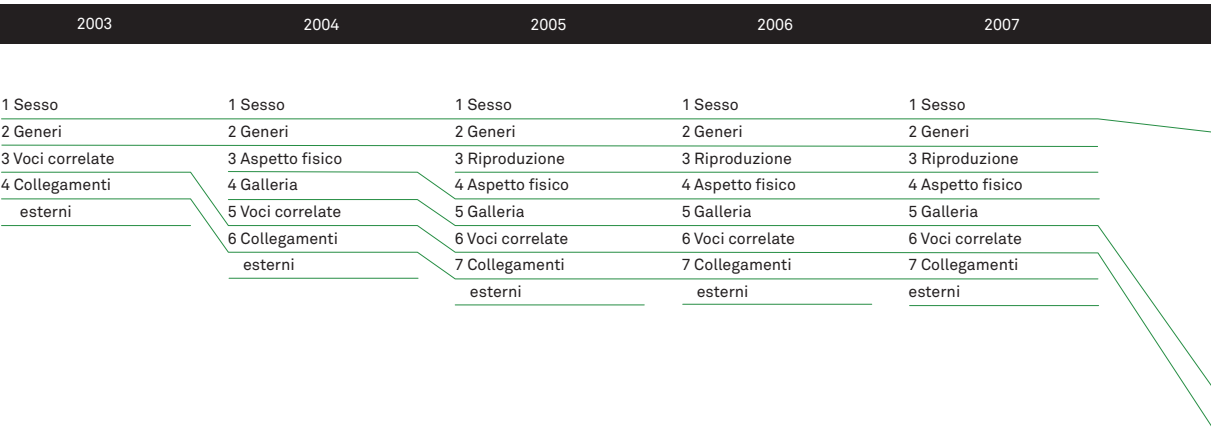 2003
2004
2005
2006
2007
1 Sesso
2 Generi
3 Voci correlate
4 Collegamenti
esterni
1 Sesso
2 Generi
3 Aspetto fisico
4 Galleria
5 Voci correlate
6 Collegamenti
esterni
1 Sesso
2 Generi
3 Riproduzione
4 Aspetto fisico
5 Galleria
6 Voci correlate
7 Collegamenti
esterni
1 Sesso
2 Generi
3 Riproduzione
4 Aspetto fisico
5 Galleria
6 Voci correlate
7 Collegamenti
esterni
1 Sesso
2 Generi
3 Riproduzione
4 Aspetto fisico
5 Galleria
6 Voci correlate
7 Collegamenti
esterni